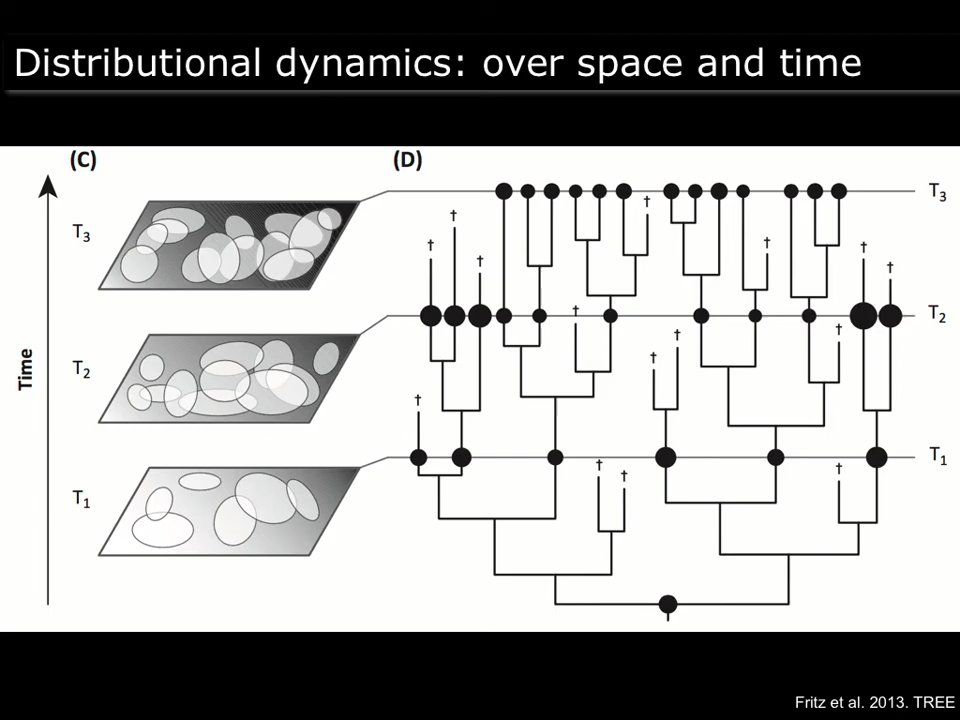 Distributional dynamics: over space and time
(C)
(D)
T3
T3
†
†
†
†
†
†
†
T2
†
†
T2
Time
†
†
†
T1
†
†
†
T1
Fritz et al. 2013. TREE